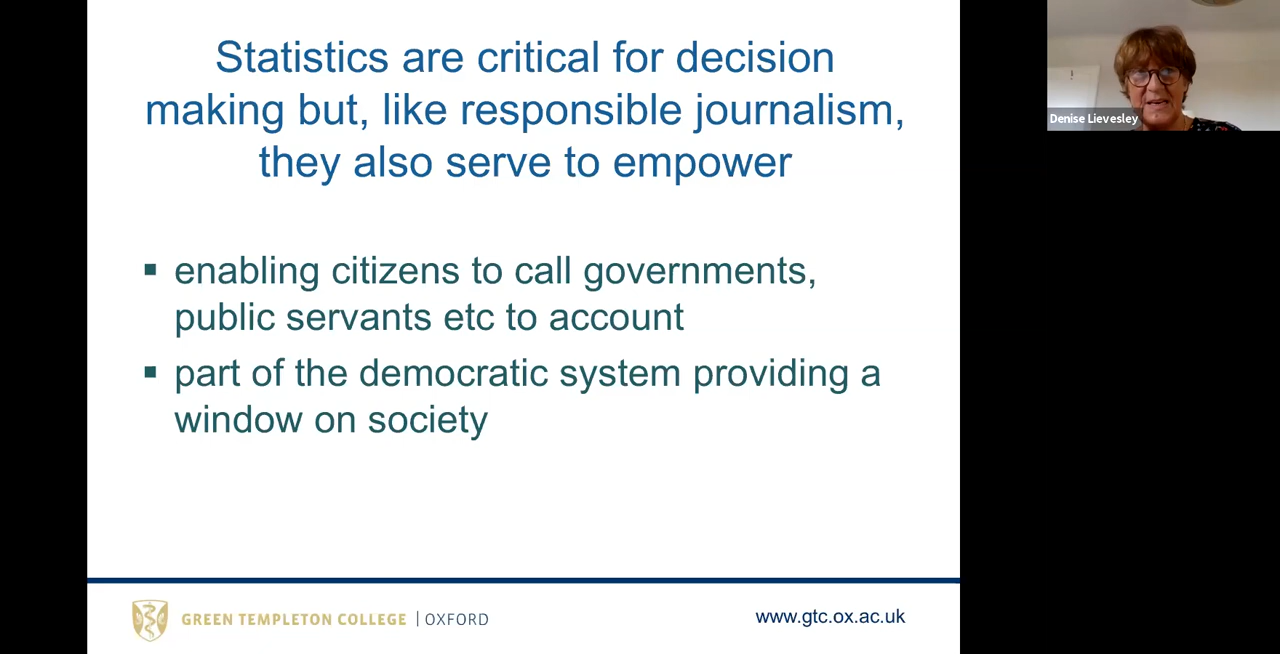 Statistics are critical for decision
making but, like responsible journalism,
they also serve to empower
▪ enabling citizens to call governments,
public servants etc to account
▪ part of the democratic system providing a
window on society
GREEN TEMPLETON COLLEGE | OXFORD
www.gtc.ox.ac.uk
Denise Lievesley